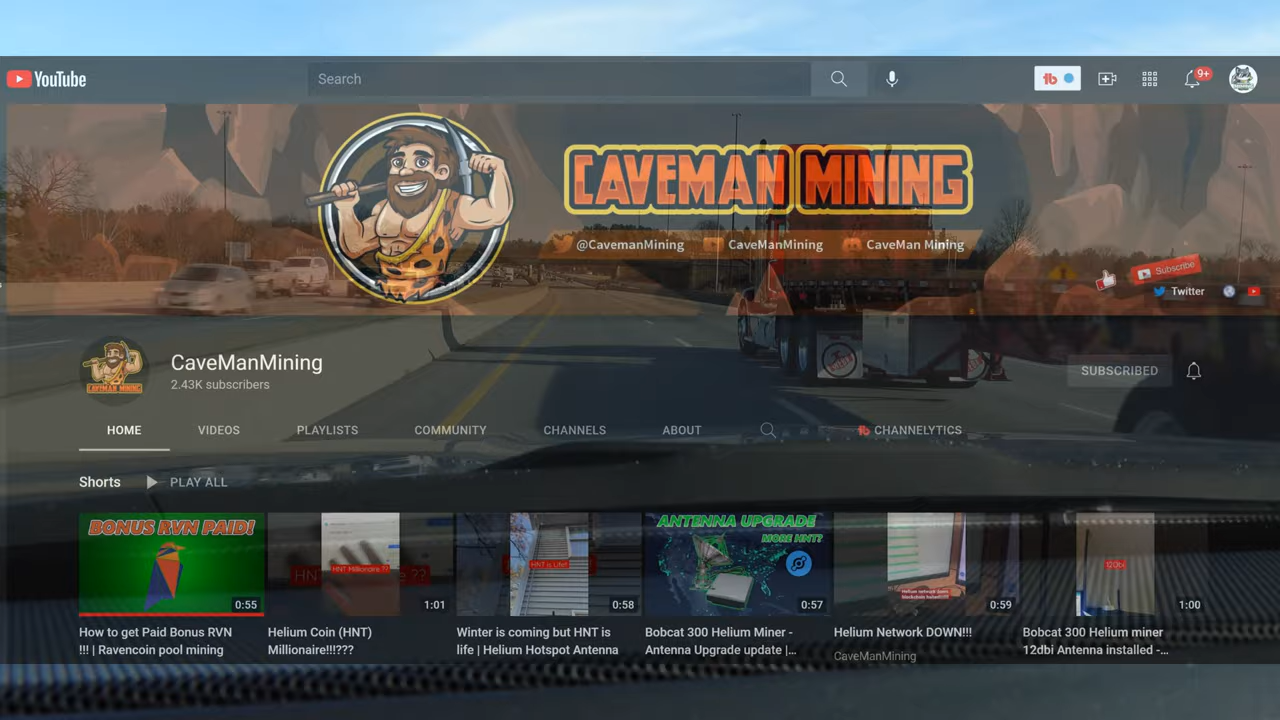 YouTube
Search
9+
CAVEMAN MINING
@CavemanMining CaveManMining CaveMan Mining
Subscribe
Twitter
CaveManMining
2.43K subscribers
SUBSCRIBED
HOME VIDEOS PLAYLISTS COMMUNITY CHANNELS ABOUT CHANNELYTICS
Shorts PLAY ALL
BONUS RVN PAID!
0:55
How to get Paid Bonus RVN
!!! | Ravencoin pool mining
HNT Millionaire ??
1:01
Helium Coin (HNT)
Millionaire!!!???
HNT is Life!!
0:58
Winter is coming but HNT is
life | Helium Hotspot Antenna
ANTENNA UPGRADE
MORE HNT?
0:57
Bobcat 300 Helium Miner -
Antenna Upgrade update |...
0:59
Helium Network DOWN!!!
CaveManMining
12Dbi
1:00
Bobcat 300 Helium miner
12dbi Antenna installed -...